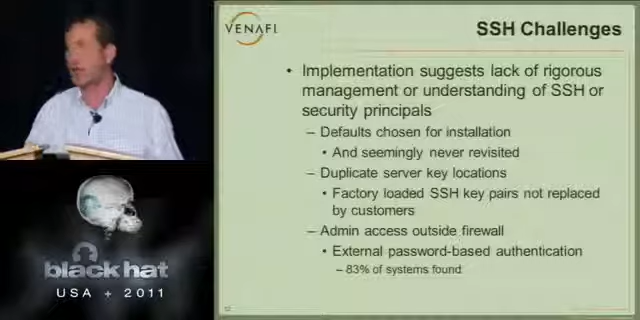 VENAFI
SSH Challenges
• Implementation suggests lack of rigorous
management or understanding of SSH or
security principals
– Defaults chosen for installation
• And seemingly never revisited
– Duplicate server key locations
• Factory loaded SSH key pairs not replaced
by customers
– Admin access outside firewall
• External password-based authentication
– 83% of systems found
black hat
USA + 2011